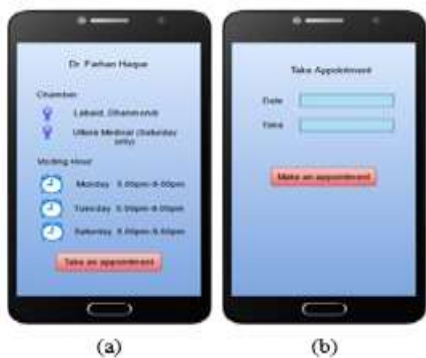 Dr. Farhan Haque
Chamber
Labaid, Dhanmondi
Uttara Medical (Saturday
only)
Visiting Hour
Monday 5.00pm-8.00pm
Tuesday 5.00pm-8.00pm
Saturday 5.00pm-8.00pm
Take an appointment
(a)
Take Appointment
Date
Time
Make an appointment
(b)